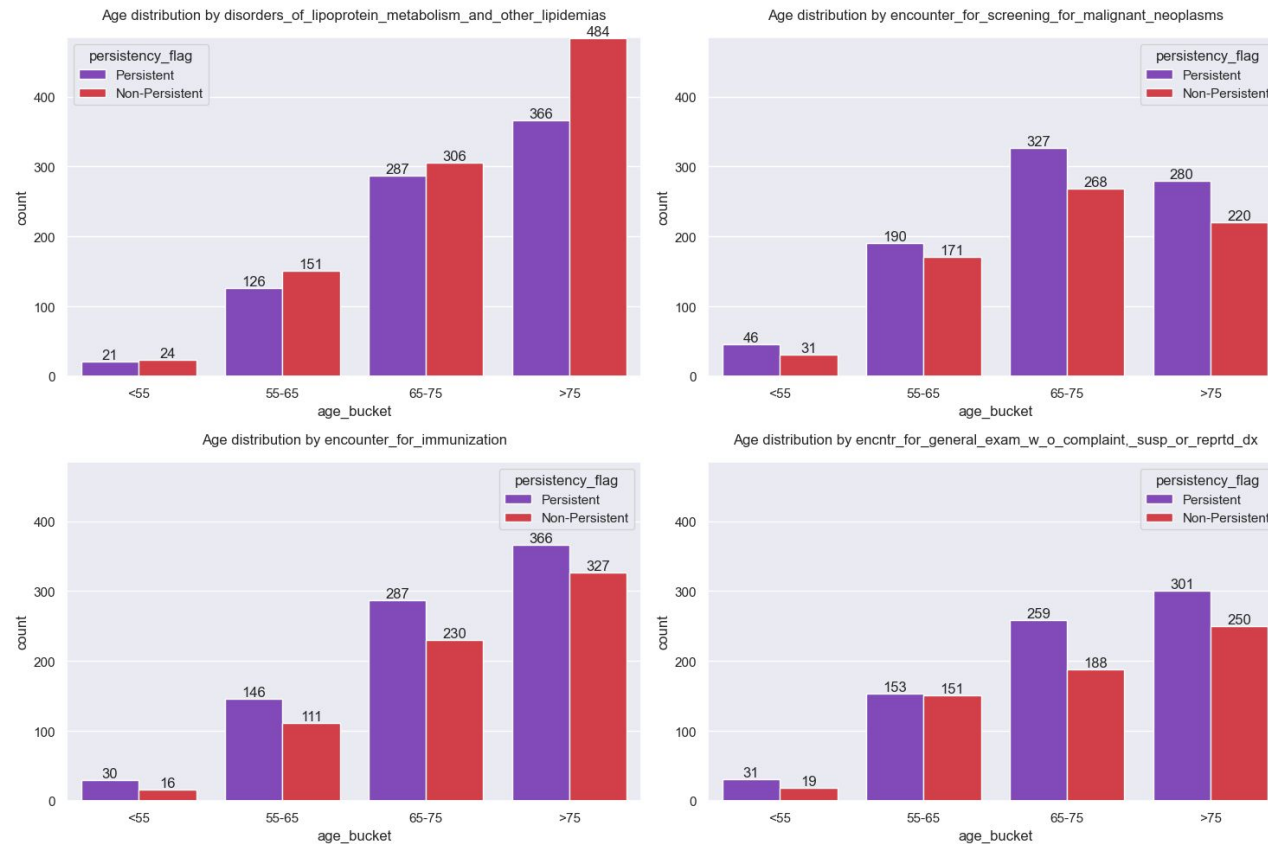 Age distribution by disorders_of_lipoprotein_metabolism_and_other_lipidemias
persistency_flag
Persistent
Non-Persistent
484
366
306
287
151
126
24
21
400
300
200
100
0
count
<55
55-65
65-75
>75
age_bucket
Age distribution by encounter_for_screening_for_malignant_neoplasms
persistency_flag
Persistent
Non-Persistent
327
280
268
220
190
171
46
31
400
300
200
100
0
count
<55
55-65
65-75
>75
age_bucket
Age distribution by encounter_for_immunization
persistency_flag
Persistent
Non-Persistent
366
327
287
230
146
111
30
16
400
300
200
100
0
count
<55
55-65
65-75
>75
age_bucket
Age distribution by encntr_for_general_exam_w_o_complaint,_susp_or_reprtd_dx
persistency_flag
Persistent
Non-Persistent
301
259
250
188
153
151
31
19
400
300
200
100
0
count
<55
55-65
65-75
>75
age_bucket